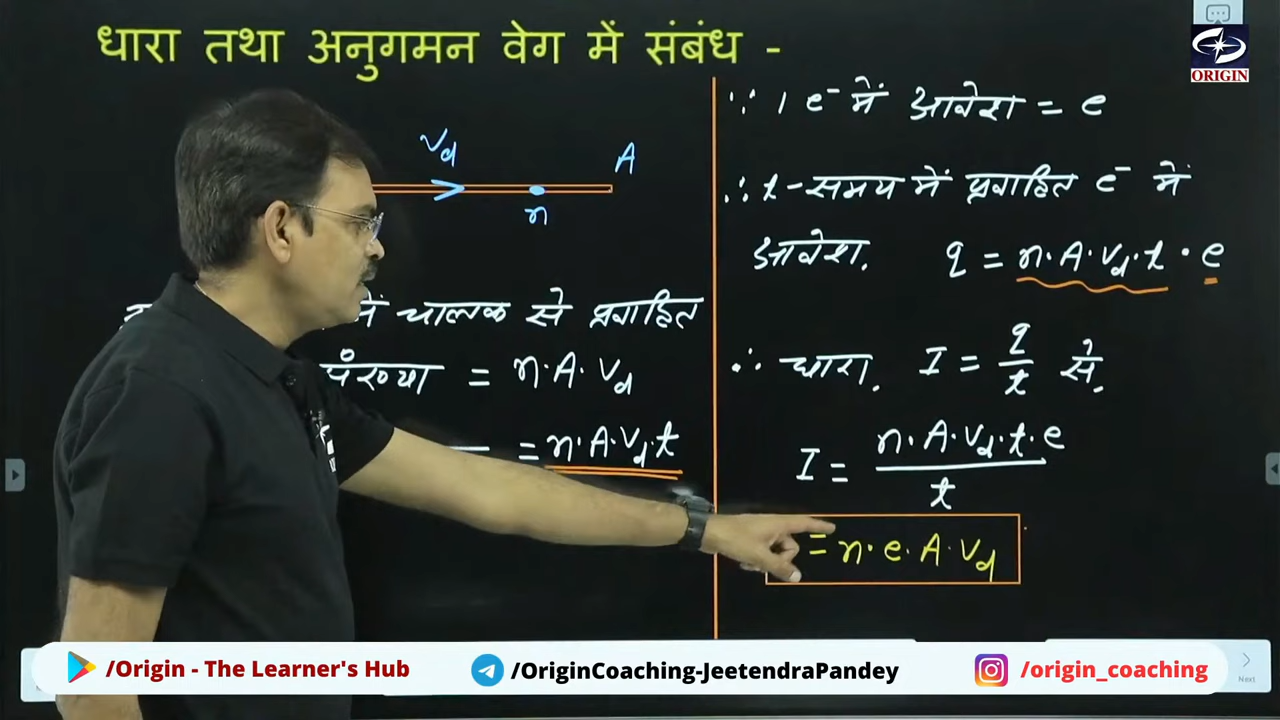 धारा तथा अनुगमन वेग में संबंध -
ORIGIN
Vd
A
n
में चालक से प्रवाहित
संख्या = n·A·Vd
= n·A·Vd·t
∵ 1 e⁻ में आवेश = e
∴ t-समय में प्रवाहित e⁻ में
आवेश. q = n·A·Vd·t·e
∴ धारा. I = q/t से.
I = n·A·Vd·t·e / t
= n·e·A·Vd
/Origin - The Learner's Hub
/OriginCoaching-JeetendraPandey
/origin_coaching
Next